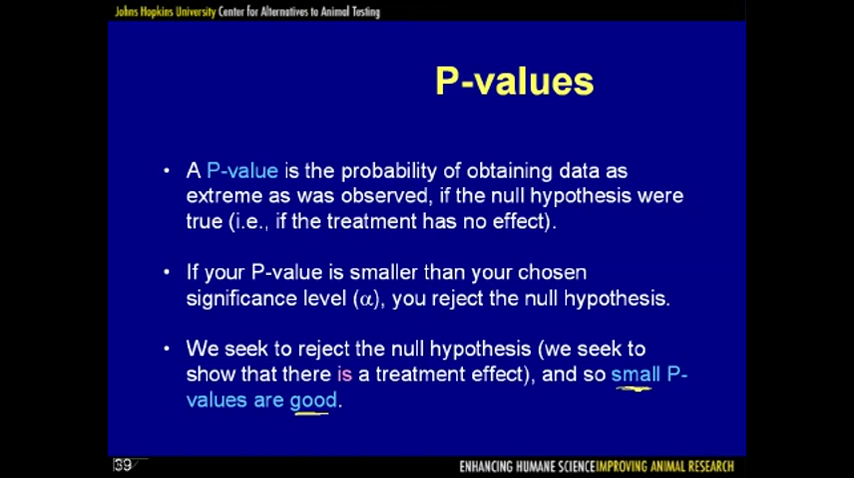 Johns Hopkins University Center for Alternatives to Animal Testing
P-values
• A P-value is the probability of obtaining data as
extreme as was observed, if the null hypothesis were
true (i.e., if the treatment has no effect).
• If your P-value is smaller than your chosen
significance level (α), you reject the null hypothesis.
• We seek to reject the null hypothesis (we seek to
show that there is a treatment effect), and so small P-
values are good.
39
ENHANCING HUMANE SCIENCE IMPROVING ANIMAL RESEARCH